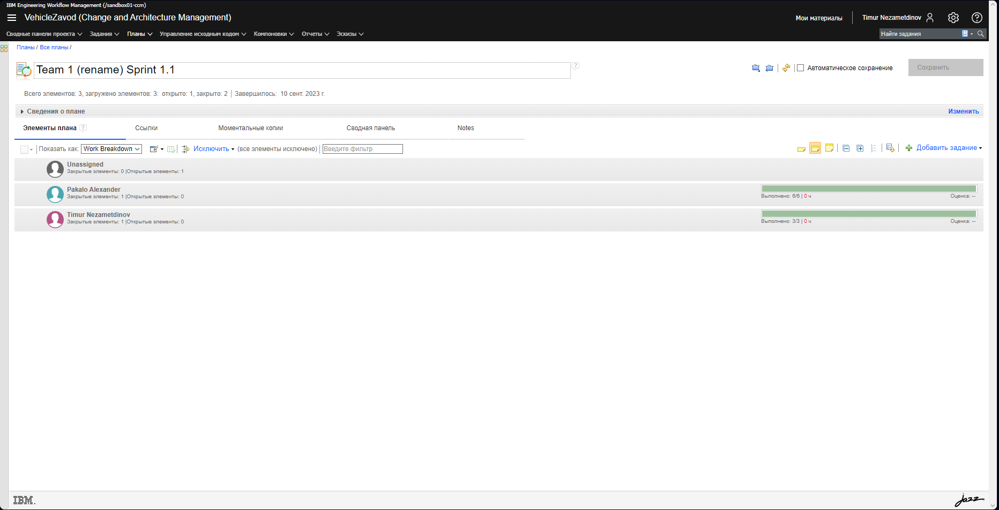 IBM Engineering Workflow Management (/sandbox01-ccm)
VehicleZavod (Change and Architecture Management)
Мои материалы
Timur Nezametdinov
Сводные панели проекта Задания Планы Управление исходным кодом Компоновки Отчеты Эскизы
Найти задания
Планы / Все планы /
Team 1 (rename) Sprint 1.1
?
Автоматическое сохранение
Сохранить
Всего элементов: 3, загружено элементов: 3: открыто: 1, закрыто: 2 | Завершилось: 10 сент. 2023 г.
Сведения о плане
Изменить
Элементы плана ? Ссылки Моментальные копии Сводная панель Notes
Показать как: Work Breakdown Исключить (все элементы исключено) Введите фильтр
Добавить задание
Unassigned
Закрытые элементы: 0 |Открытые элементы: 1
Pakalo Alexander
Закрытые элементы: 1 |Открытые элементы: 0
Выполнено: 6/6 | 0 ч Оценка: --
Timur Nezametdinov
Закрытые элементы: 1 |Открытые элементы: 0
Выполнено: 3/3 | 0 ч Оценка: --
IBM.
jazz